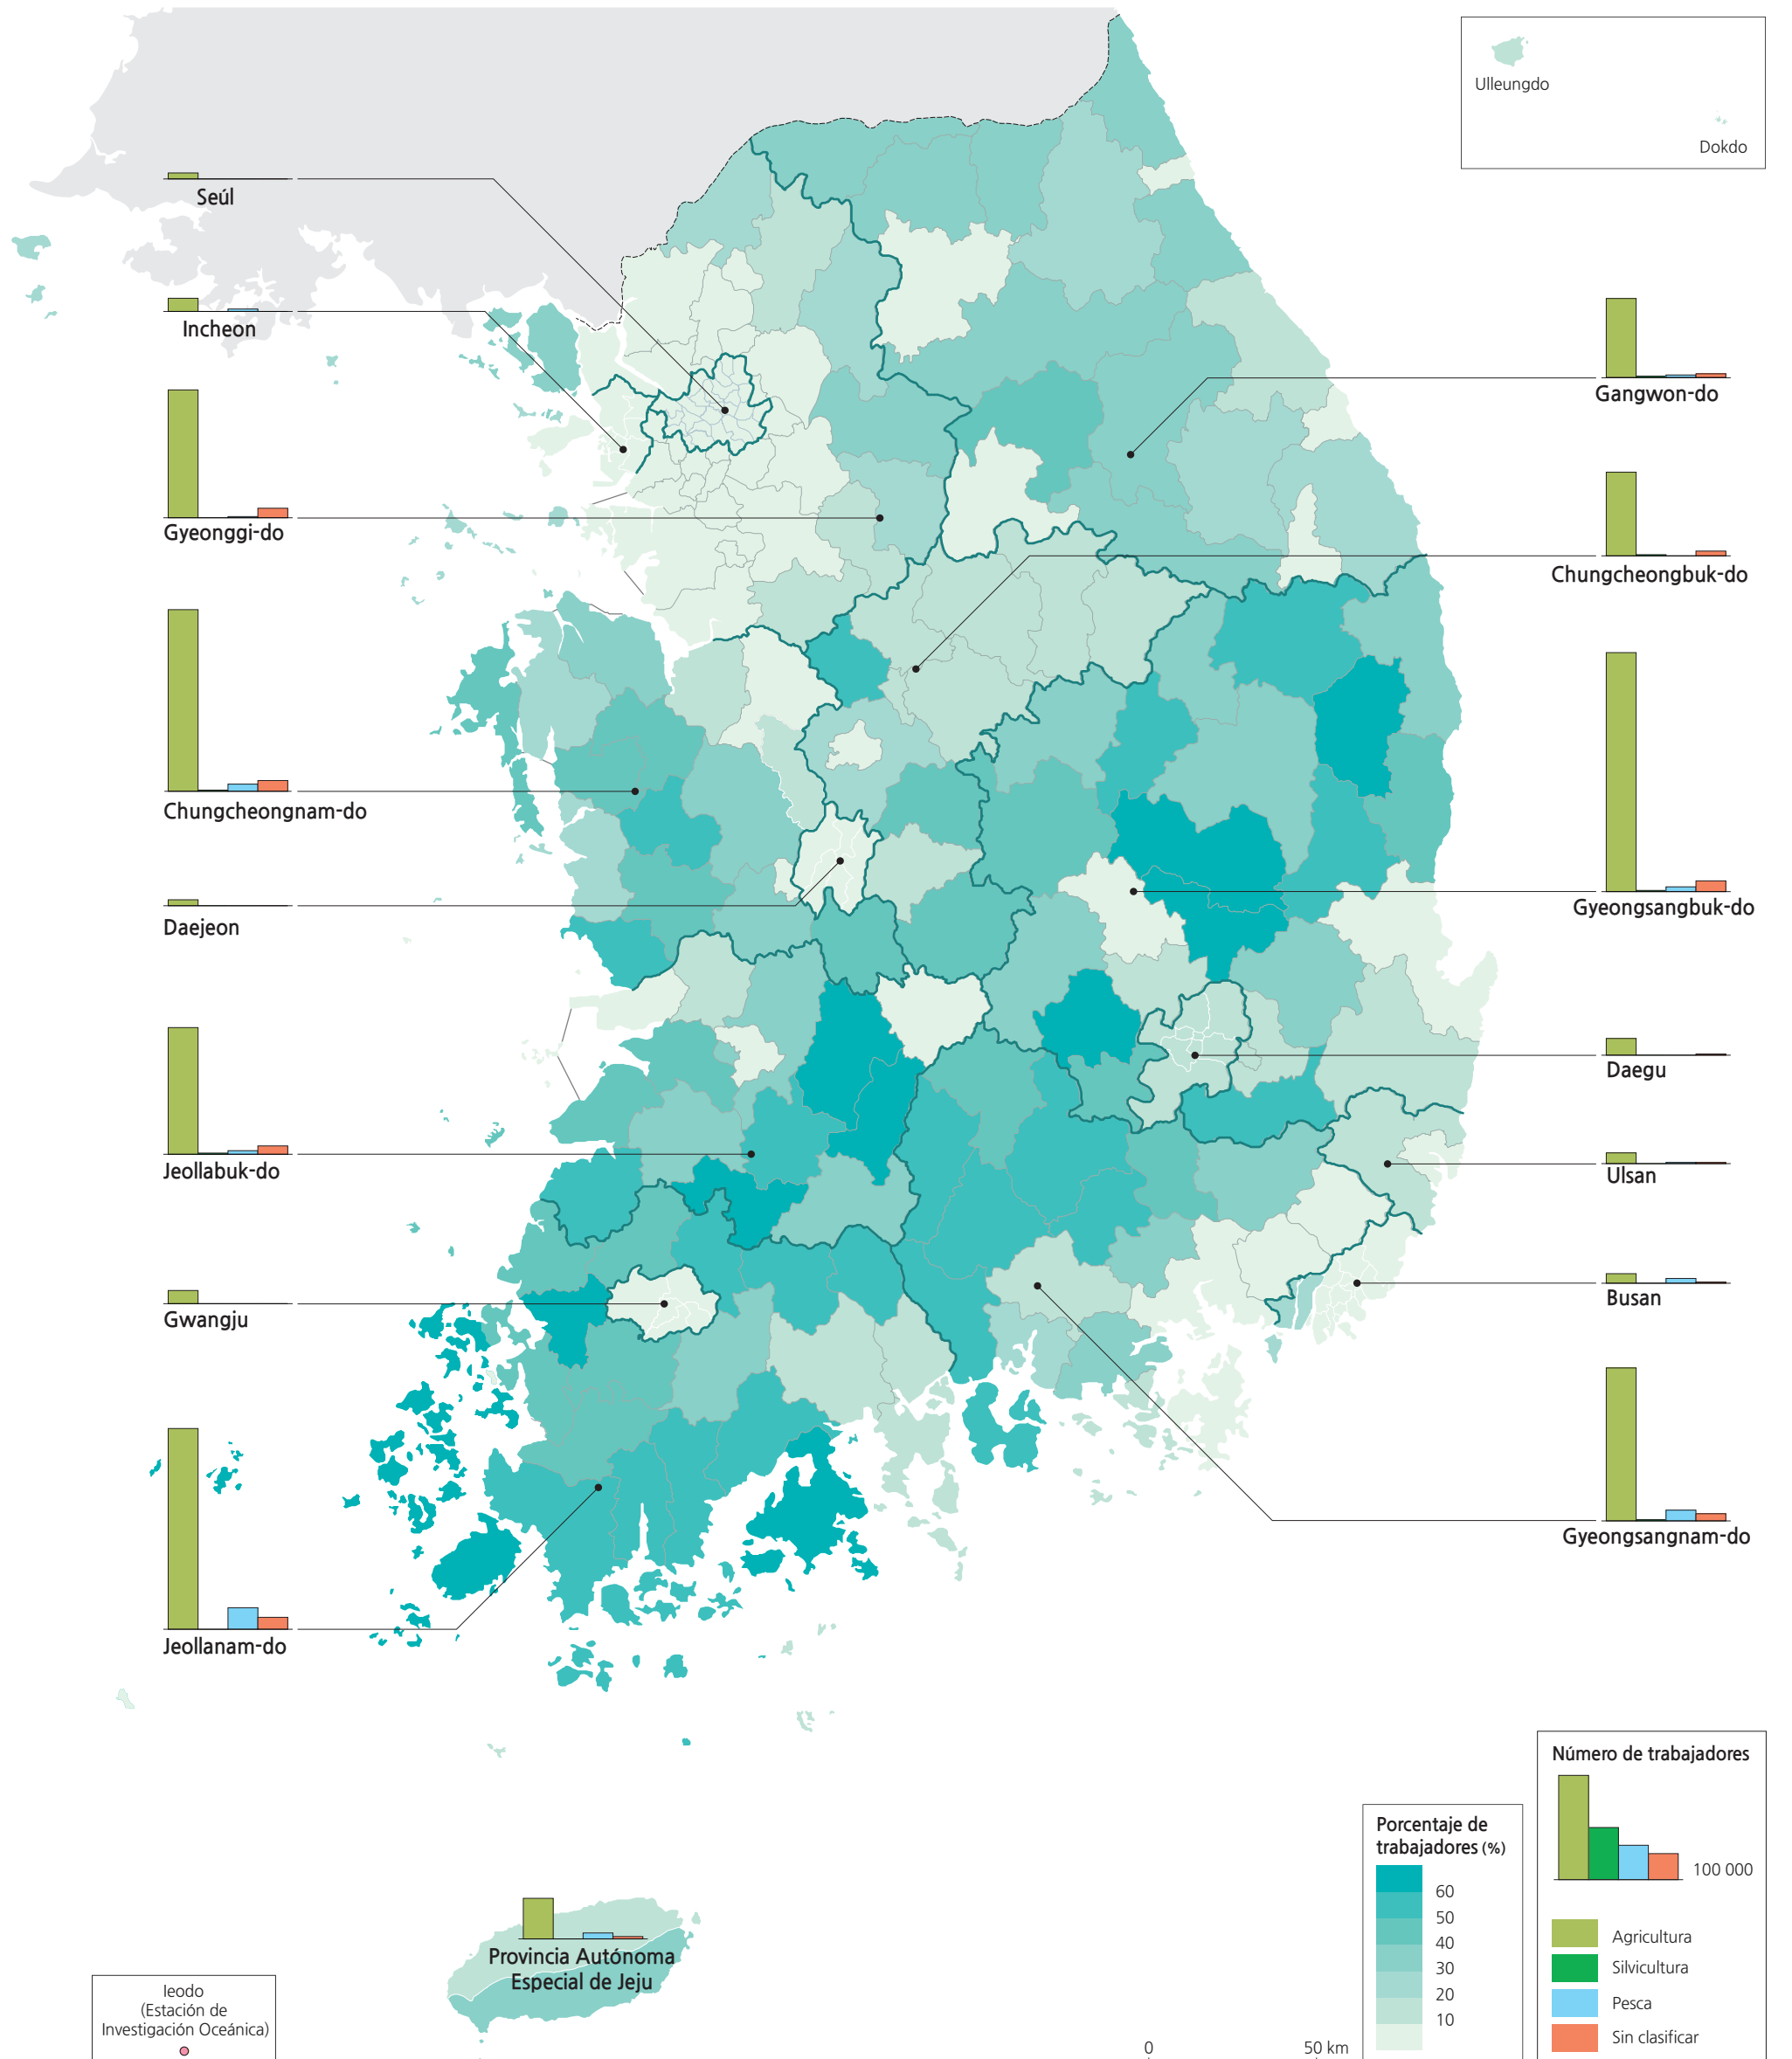 Ulleungdo
Dokdo
Seúl
Incheon
Gyeonggi-do
Chungcheongnam-do
Daejeon
Jeollabuk-do
Gwangju
Jeollanam-do
Gangwon-do
Chungcheongbuk-do
Gyeongsangbuk-do
Daegu
Ulsan
Busan
Gyeongsangnam-do
Provincia Autónoma
Especial de Jeju
Ieodo
(Estación de
Investigación Oceánica)
0 50 km
Porcentaje de
trabajadores (%)
60
50
40
30
20
10
Número de trabajadores
100 000
Agricultura
Silvicultura
Pesca
Sin clasificar